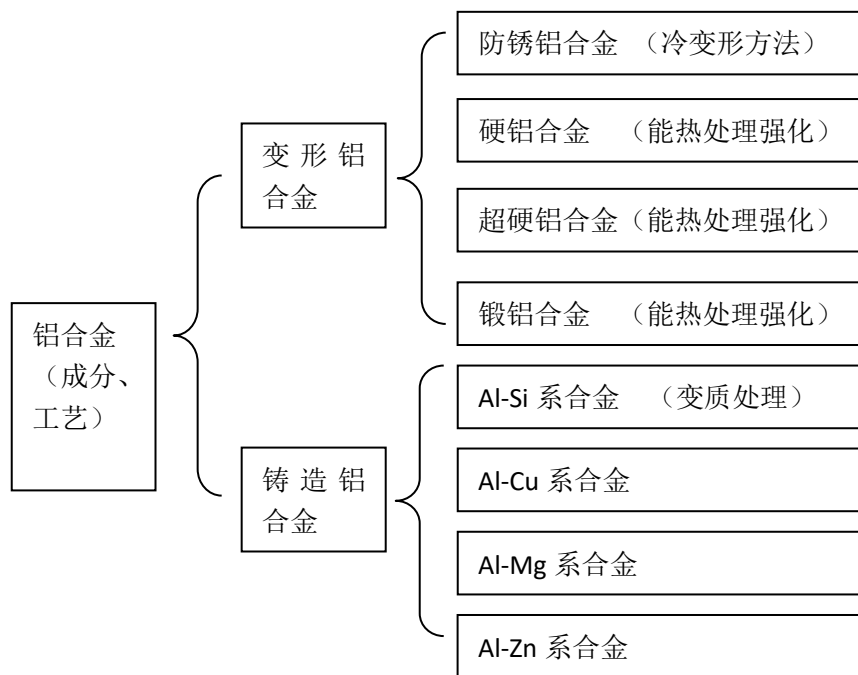 防锈铝合金 （冷变形方法）
硬铝合金 （能热处理强化）
变形铝
合金
超硬铝合金（能热处理强化）
锻铝合金 （能热处理强化）
铝合金
（成分、
工艺）
Al-Si 系合金 （变质处理）
Al-Cu 系合金
铸造铝
合金
Al-Mg 系合金
Al-Zn 系合金